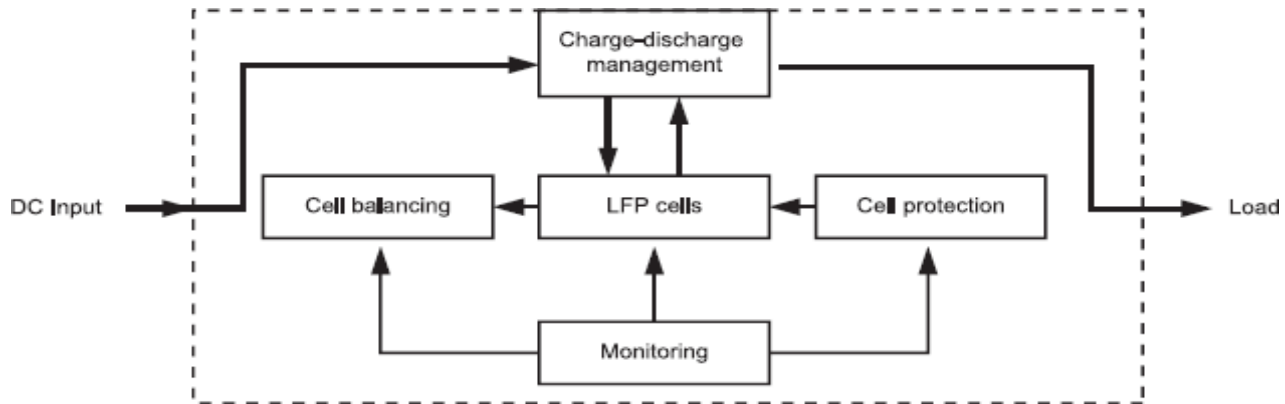 Charge-discharge
management
DC Input
Cell balancing
LFP cells
Cell protection
Load
Monitoring